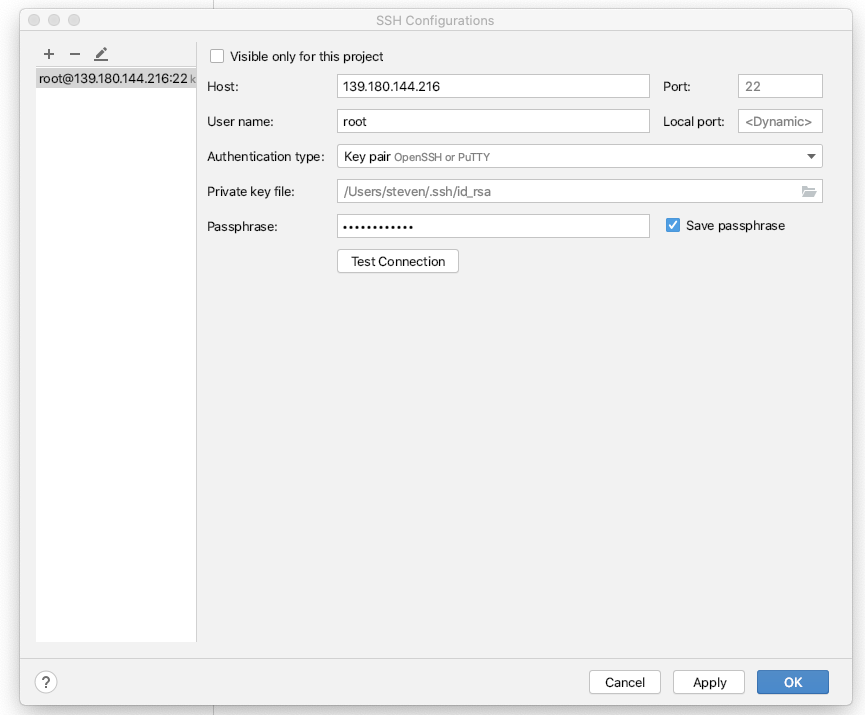 SSH Configurations
root@139.180.144.216:22 k
Visible only for this project
Host: 139.180.144.216 Port: 22
User name: root Local port: <Dynamic>
Authentication type: Key pair OpenSSH or PuTTY
Private key file: /Users/steven/.ssh/id_rsa
Passphrase: •••••••••••• Save passphrase
Test Connection
? Cancel Apply OK